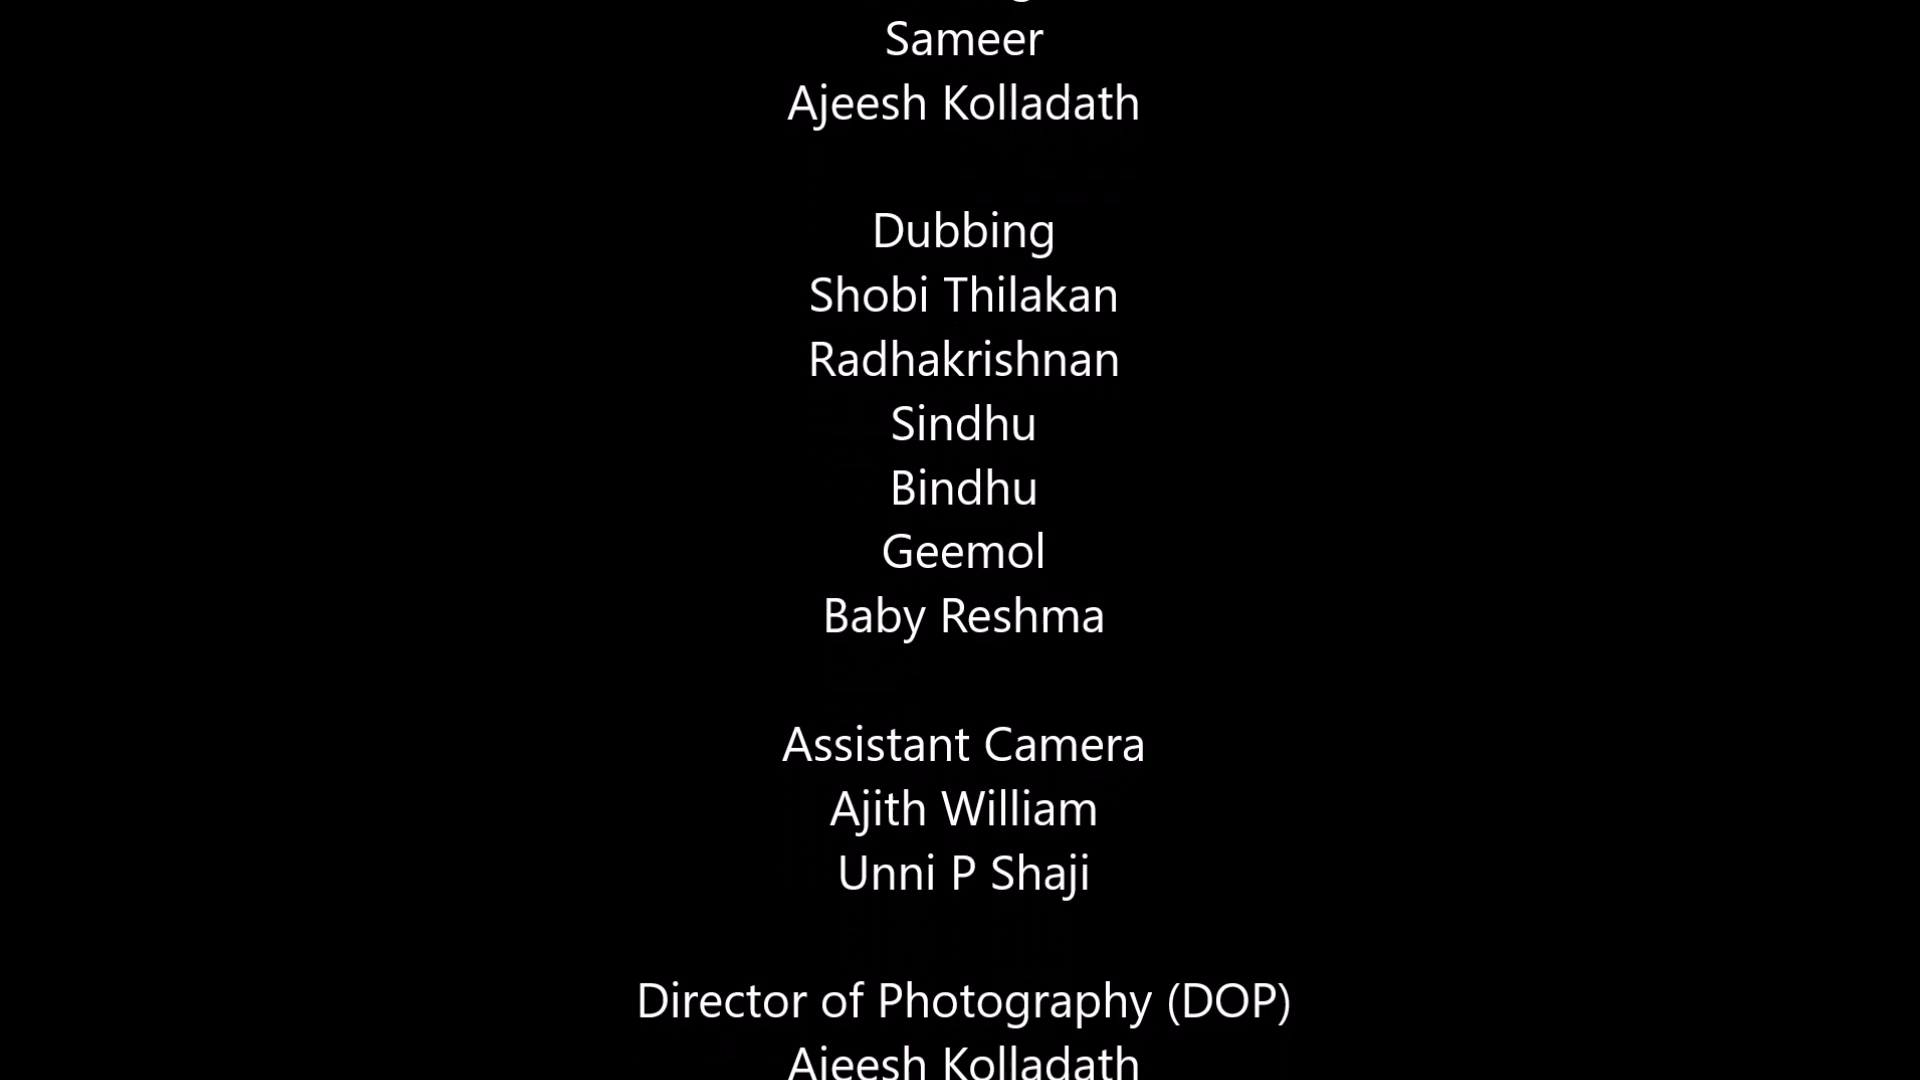 Sameer
Ajeesh Kolladath
Dubbing
Shobi Thilakan
Radhakrishnan
Sindhu
Bindhu
Geemol
Baby Reshma
Assistant Camera
Ajith William
Unni P Shaji
Director of Photography (DOP)
Ajeesh Kolladath